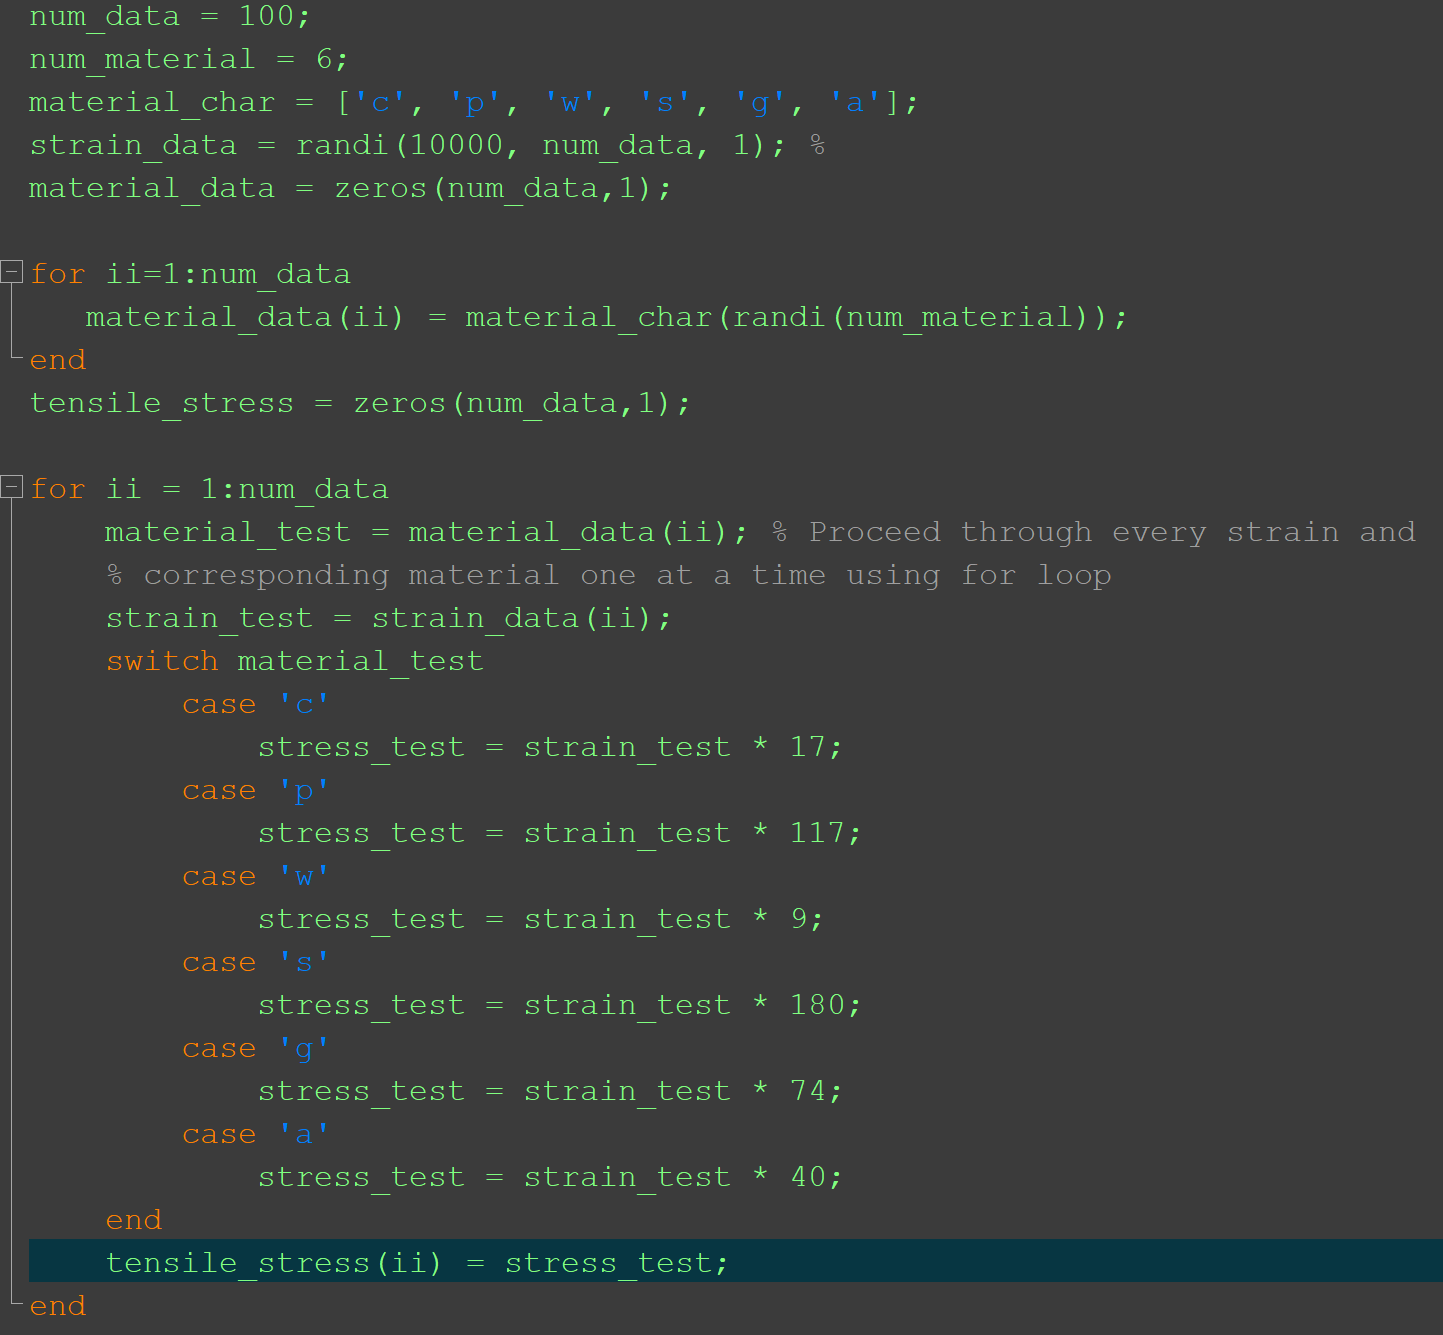 num_data = 100;
num_material = 6;
material_char = ['c', 'p', 'w', 's', 'g', 'a'];
strain_data = randi(10000, num_data, 1); %
material_data = zeros(num_data,1);
for ii=1:num_data
material_data(ii) = material_char(randi(num_material));
end
tensile_stress = zeros(num_data,1);
for ii = 1:num_data
material_test = material_data(ii); % Proceed through every strain and
% corresponding material one at a time using for loop
strain_test = strain_data(ii);
switch material_test
case 'c'
stress_test = strain_test * 17;
case 'p'
stress_test = strain_test * 117;
case 'w'
stress_test = strain_test * 9;
case 's'
stress_test = strain_test * 180;
case 'g'
stress_test = strain_test * 74;
case 'a'
stress_test = strain_test * 40;
end
tensile_stress(ii) = stress_test;
end